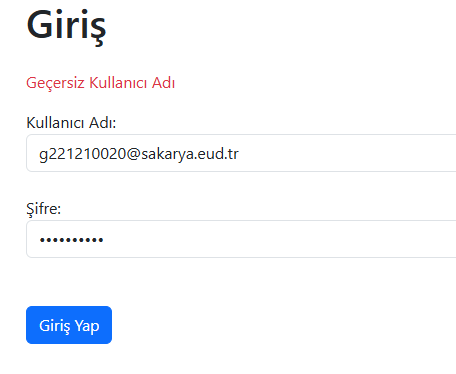 Giriş
Geçersiz Kullanıcı Adı
Kullanıcı Adı:
g221210020@sakarya.eud.tr
Şifre:
••••••••••
Giriş Yap